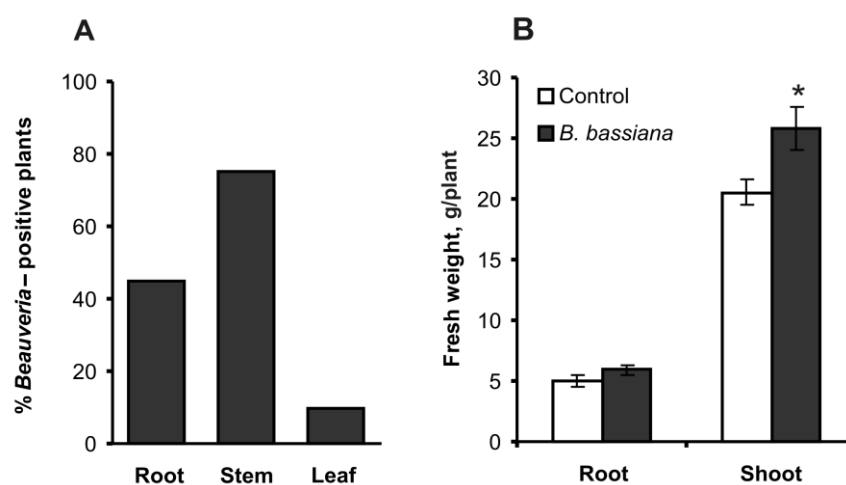 A
% Beauveria – positive plants
100
80
60
40
20
0
Root Stem Leaf
B
Fresh weight, g/plant
30
25
20
15
10
5
0
Control
B. bassiana
*
Root Shoot